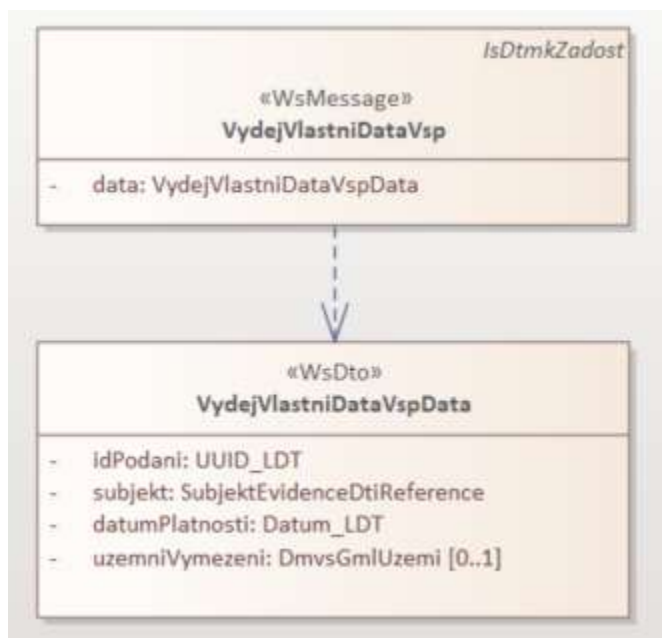 IsDtmkZadost
«WsMessage»
VydejVlastniDataVsp
- data: VydejVlastniDataVspData
«WsDto»
VydejVlastniDataVspData
- idPodani: UUID_LDT
- subjekt: SubjektEvidenceDtiReference
- datumPlatnosti: Datum_LDT
- uzemniVymezeni: DmvsGmlUzemi [0..1]